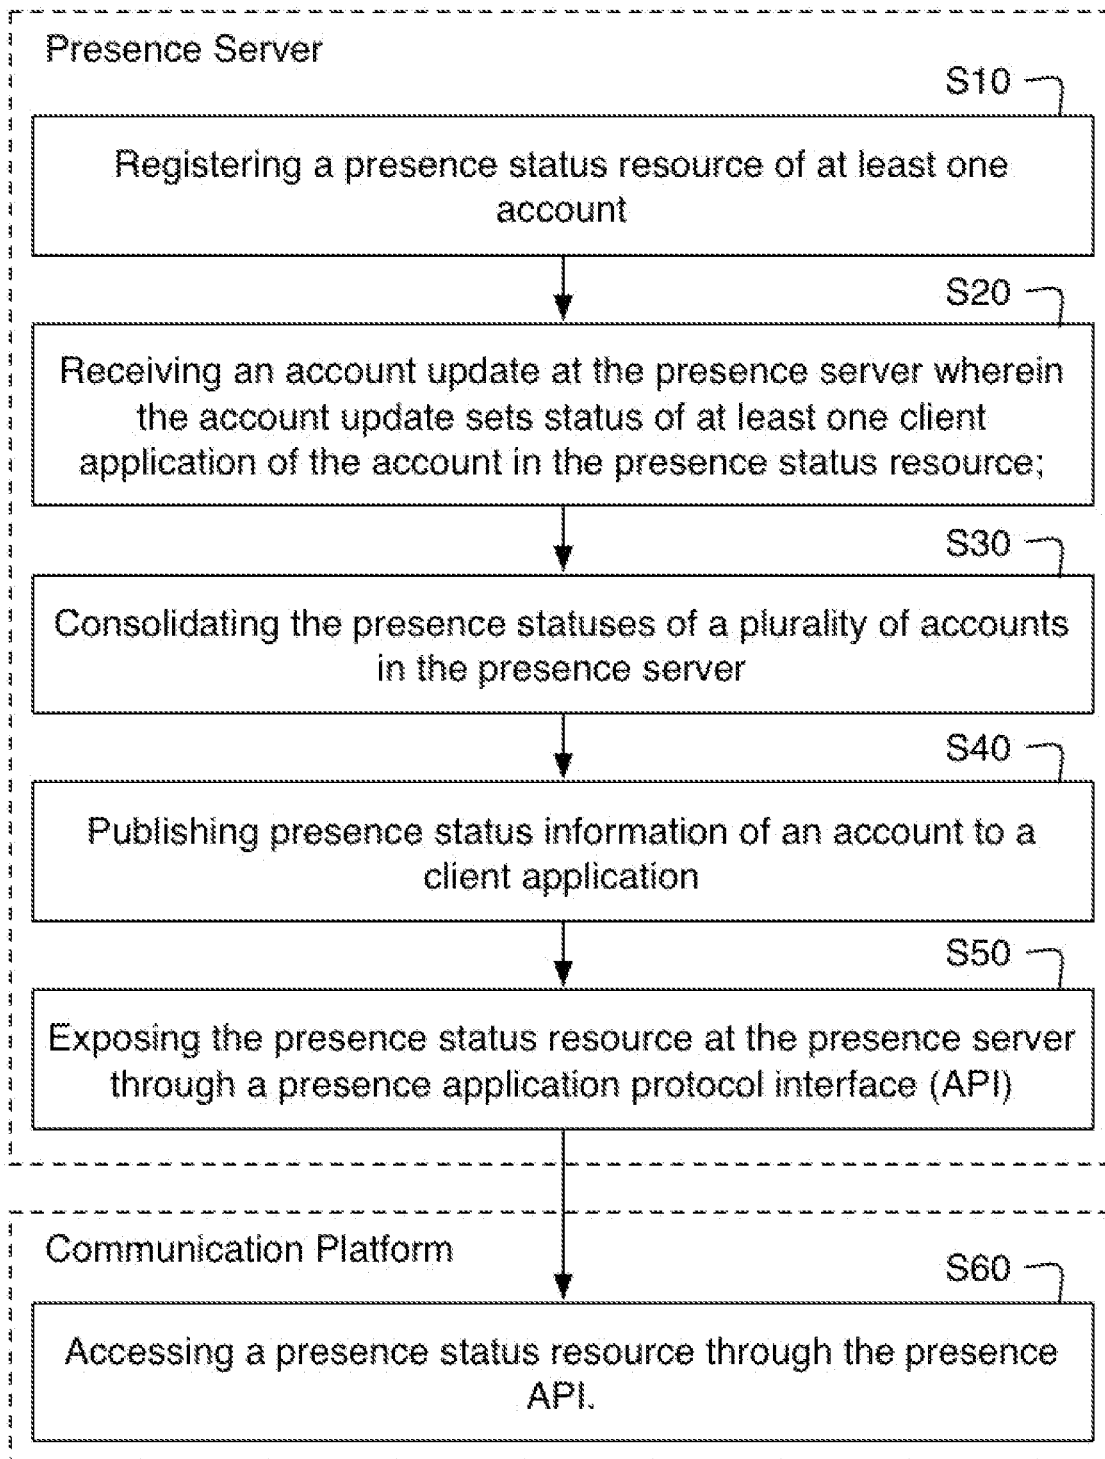 Presence Server
S10
Registering a presence status resource of at least one
account
S20
Receiving an account update at the presence server wherein
the account update sets status of at least one client
application of the account in the presence status resource;
S30
Consolidating the presence statuses of a plurality of accounts
in the presence server
S40
Publishing presence status information of an account to a
client application
S50
Exposing the presence status resource at the presence server
through a presence application protocol interface (API)
Communication Platform
S60
Accessing a presence status resource through the presence
API.